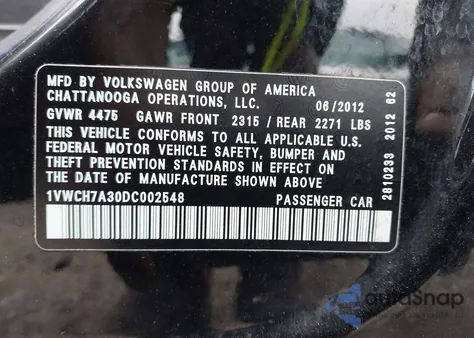 MFD BY VOLKSWAGEN GROUP OF AMERICA
CHATTANOOGA OPERATIONS, LLC. 06/2012
GVWR 4475 GAWR FRONT 2315 / REAR 2271 LBS
THIS VEHICLE CONFORMS TO ALL APPLICABLE U.S.
FEDERAL MOTOR VEHICLE SAFETY, BUMPER AND
THEFT PREVENTION STANDARDS IN EFFECT ON
THE DATE OF MANUFACTURE SHOWN ABOVE
1VWCH7A30DC002548 PASSENGER CAR
2810233 2012 62
autoSnap